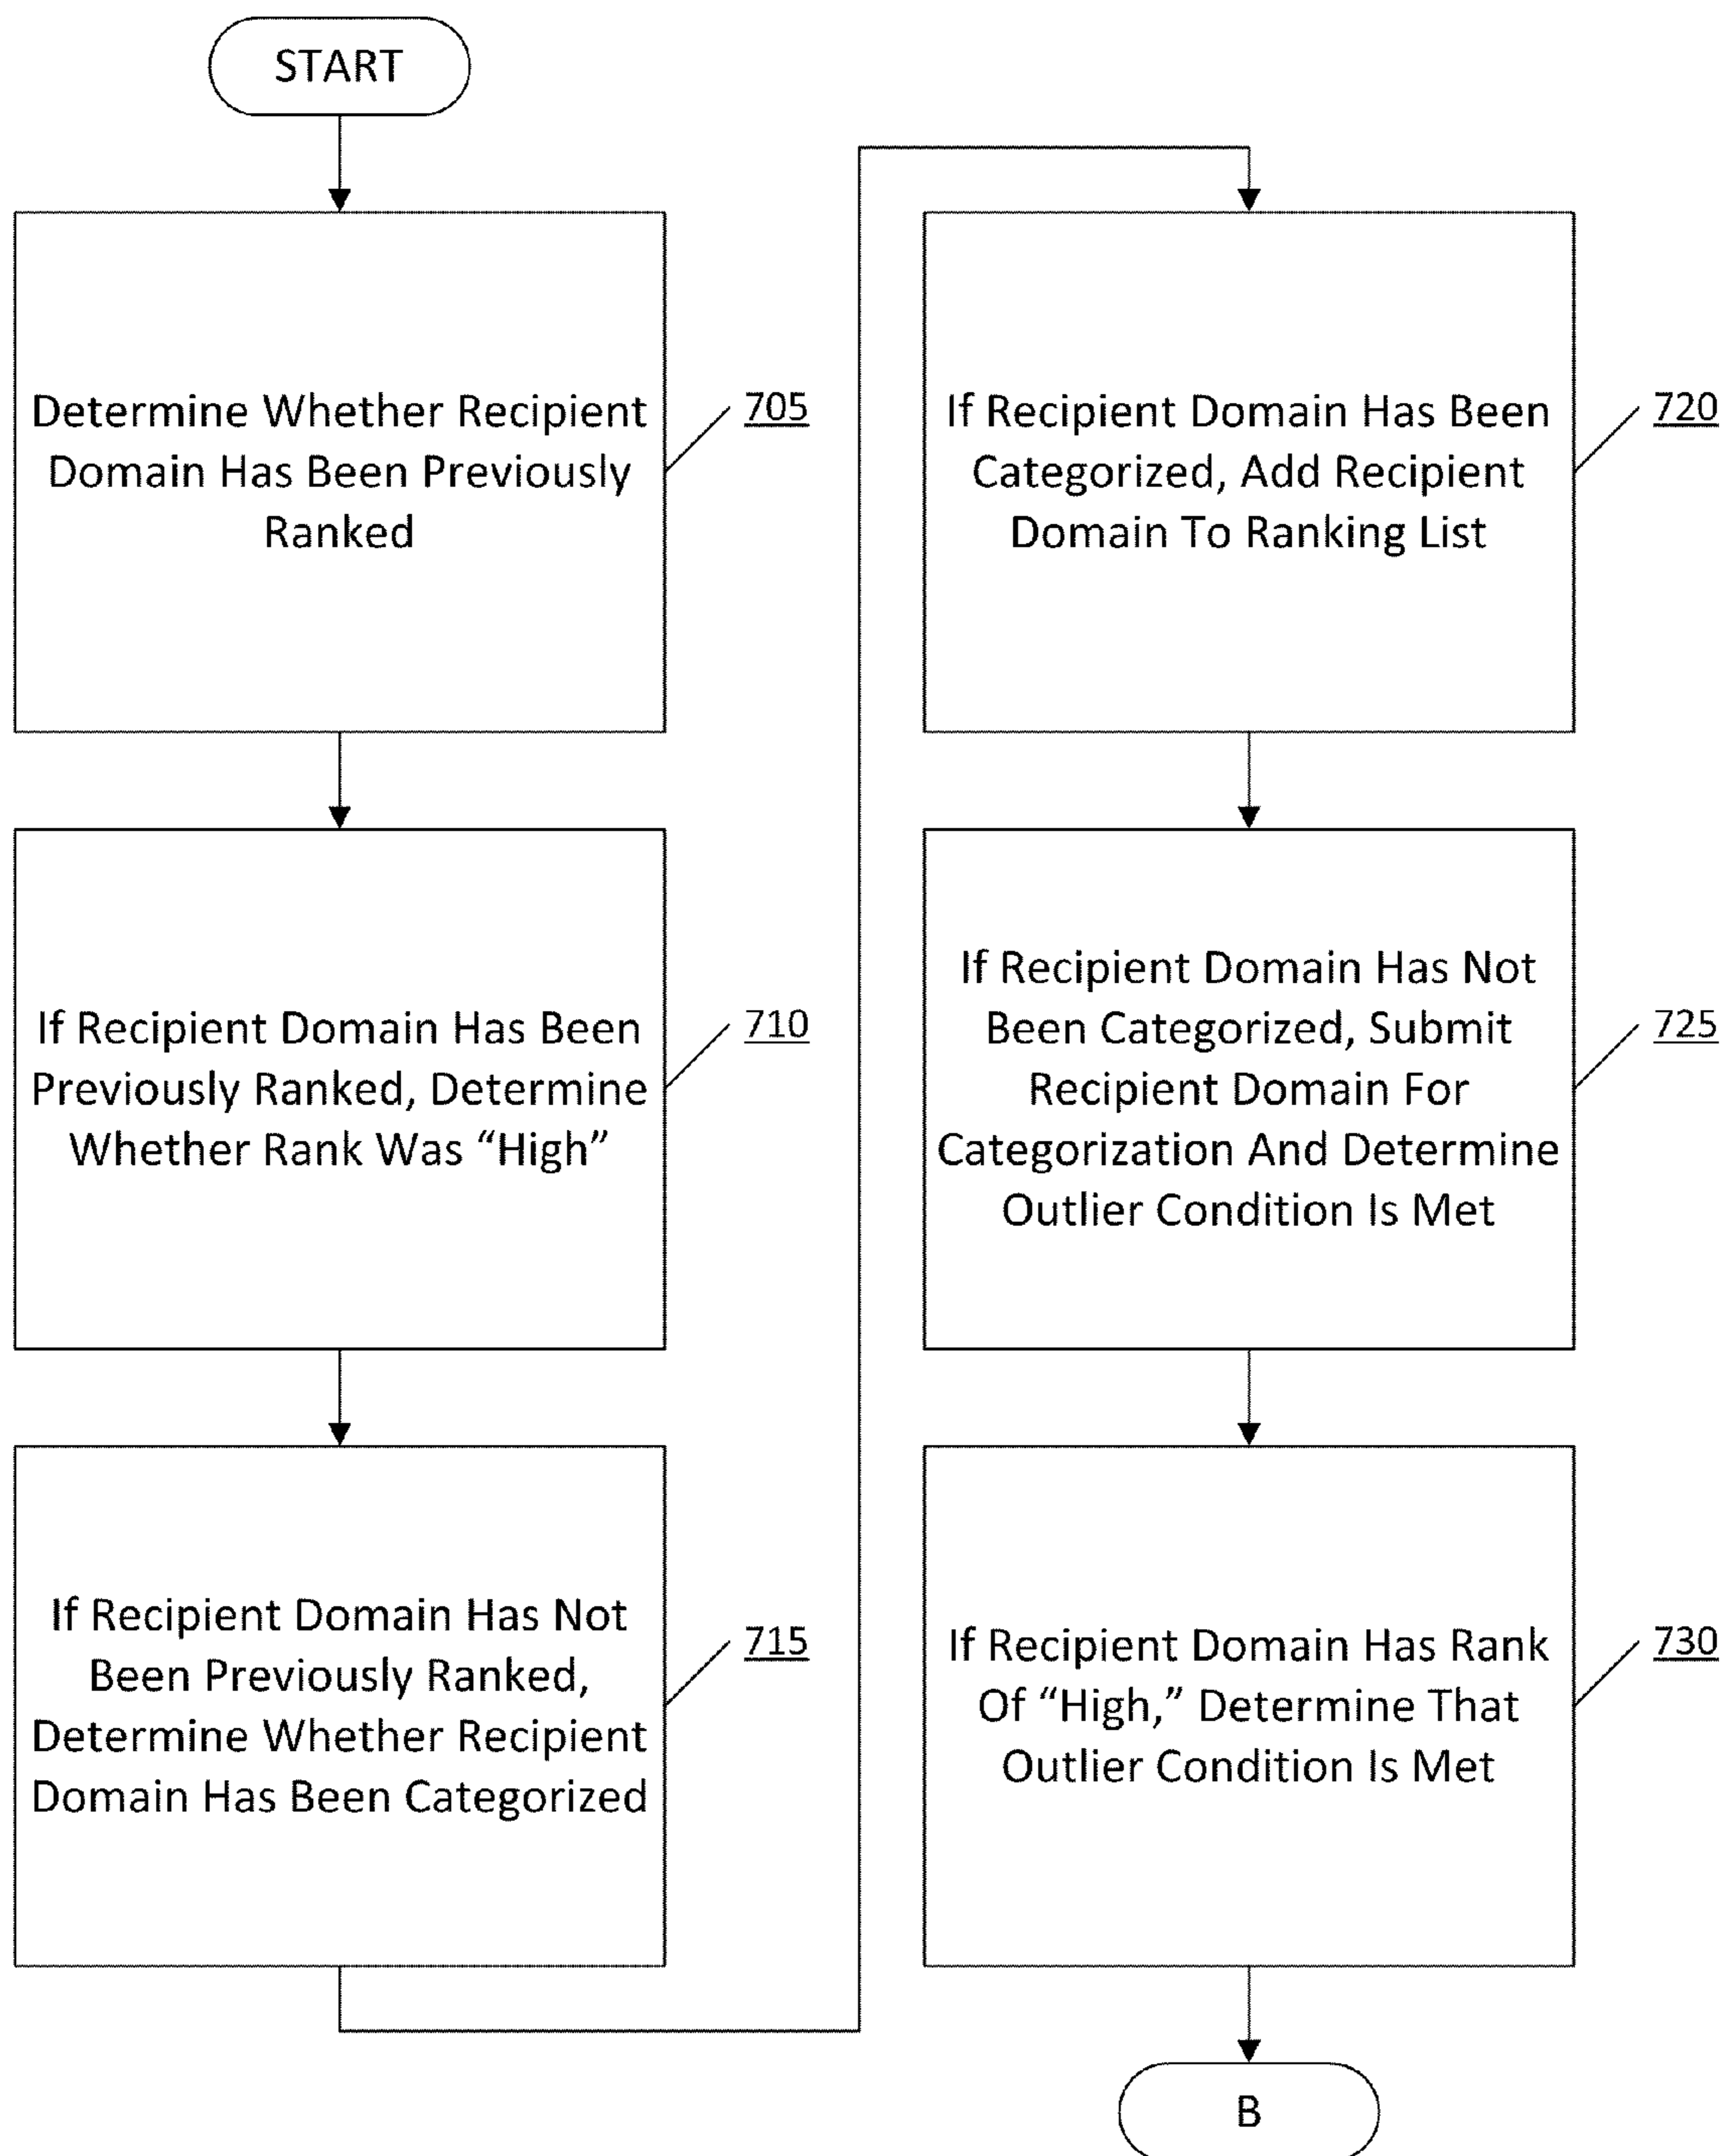 START
Determine Whether Recipient
Domain Has Been Previously
Ranked
705
If Recipient Domain Has Been
Previously Ranked, Determine
Whether Rank Was “High”
710
If Recipient Domain Has Not
Been Previously Ranked,
Determine Whether Recipient
Domain Has Been Categorized
715
If Recipient Domain Has Been
Categorized, Add Recipient
Domain To Ranking List
720
If Recipient Domain Has Not
Been Categorized, Submit
Recipient Domain For
Categorization And Determine
Outlier Condition Is Met
725
If Recipient Domain Has Rank
Of “High,” Determine That
Outlier Condition Is Met
730
B